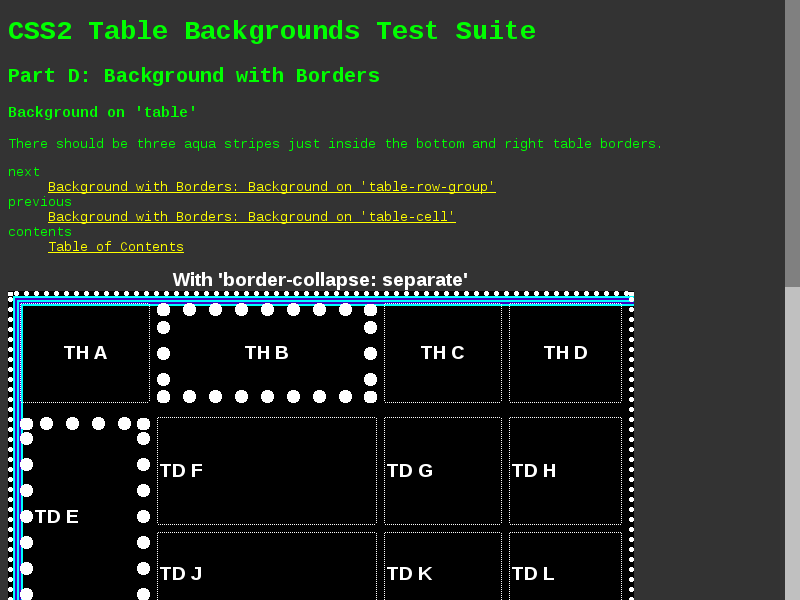 CSS2 Table Backgrounds Test Suite
Part D: Background with Borders
Background on 'table'
There should be three aqua stripes just inside the bottom and right table borders.
next
Background with Borders: Background on 'table-row-group'
previous
Background with Borders: Background on 'table-cell'
contents
Table of Contents
With 'border-collapse: separate'
TH A TH B TH C TH D
TD F TD G TD H
TD E
TD J TD K TD L